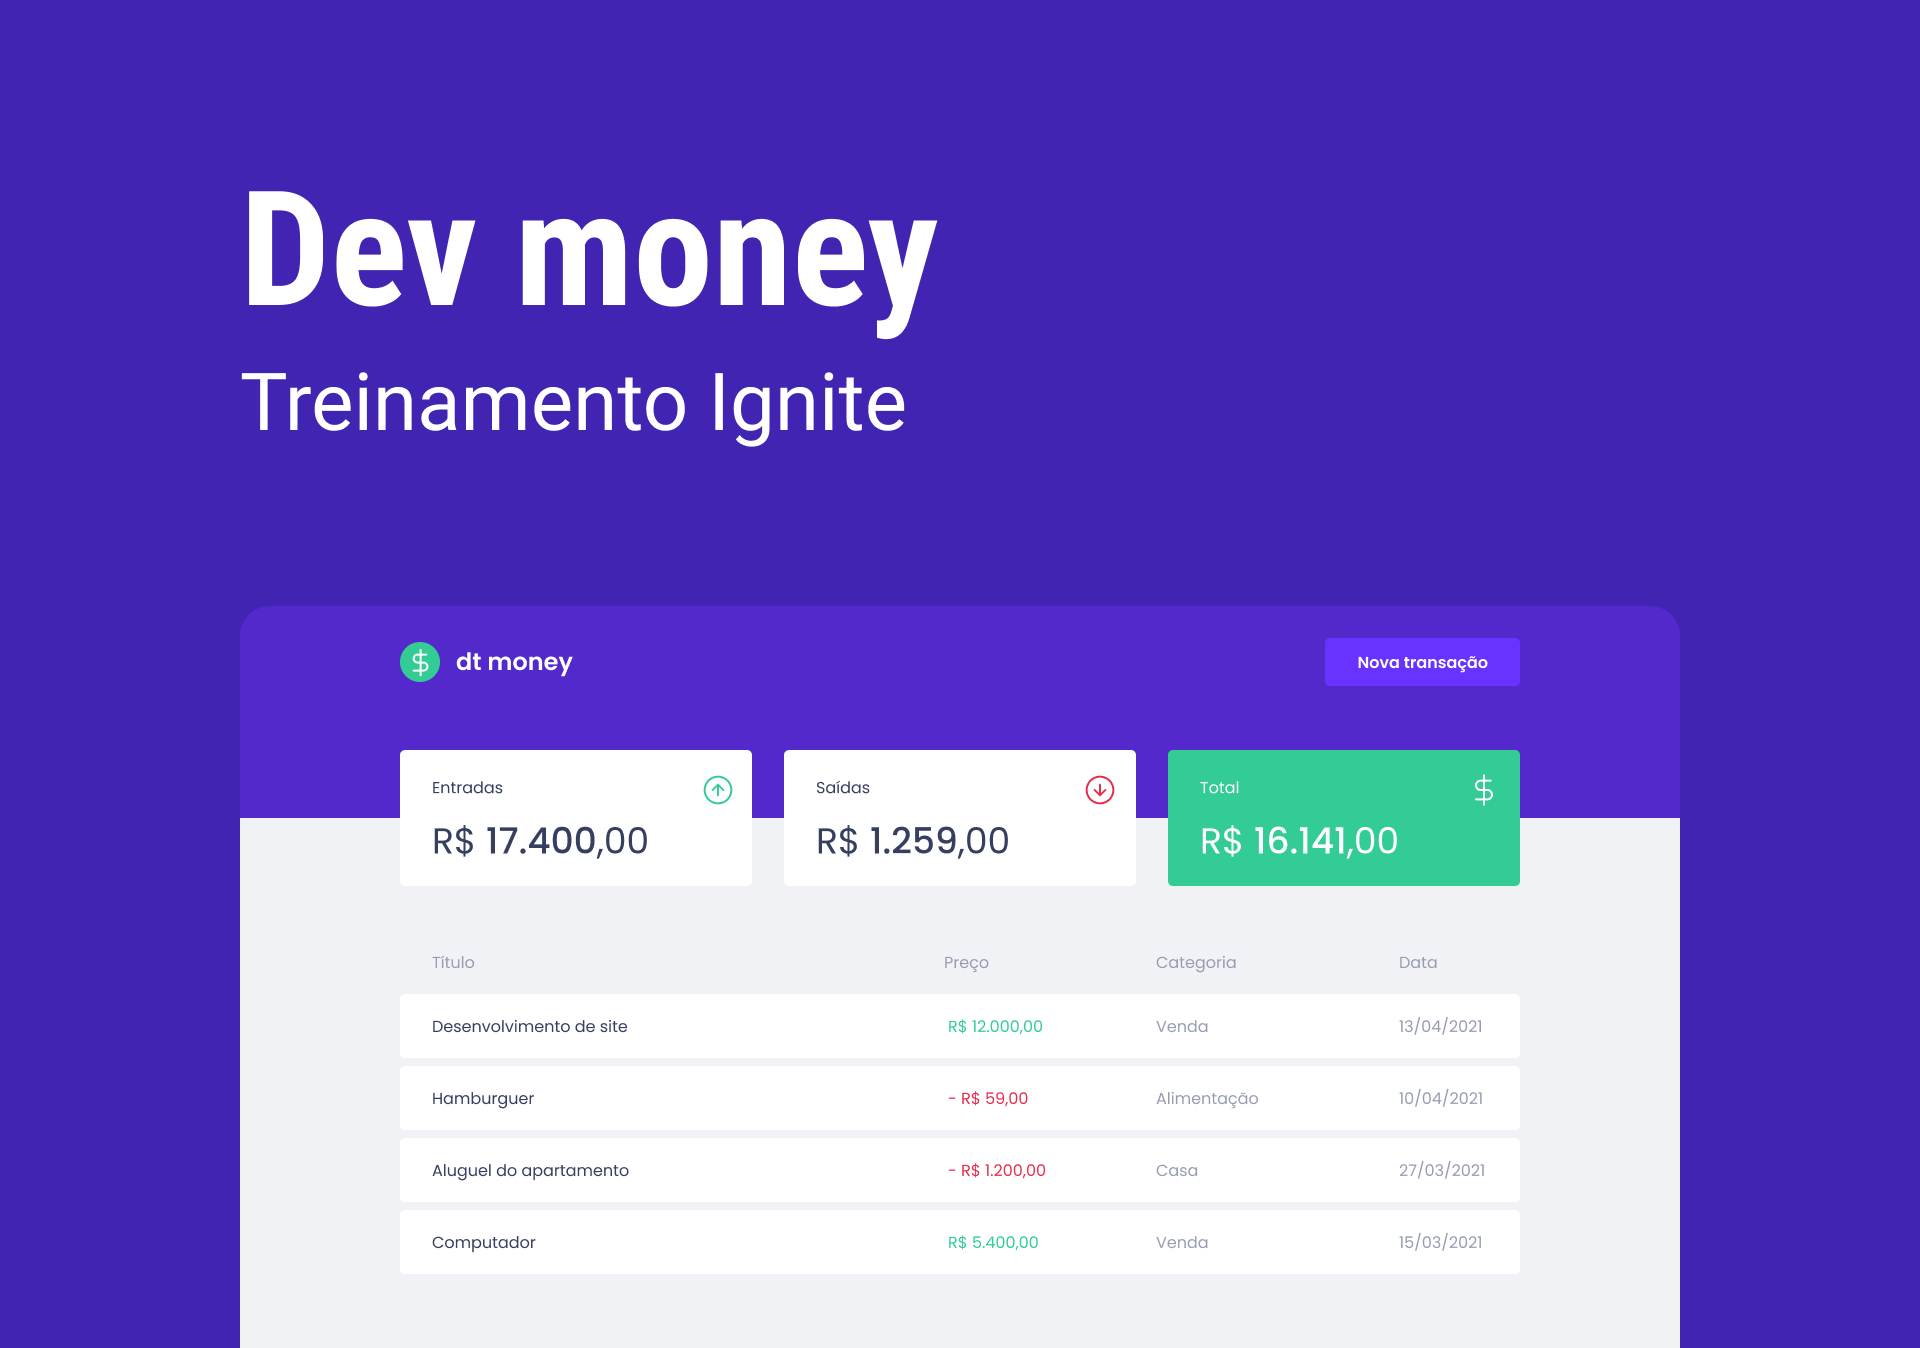 Dev money
Treinamento Ignite
dt money
Nova transação
Entradas
R$ 17.400,00
Saídas
R$ 1.259,00
Total
R$ 16.141,00
Título Preço Categoria Data
Desenvolvimento de site R$ 12.000,00 Venda 13/04/2021
Hamburguer - R$ 59,00 Alimentação 10/04/2021
Aluguel do apartamento - R$ 1.200,00 Casa 27/03/2021
Computador R$ 5.400,00 Venda 15/03/2021